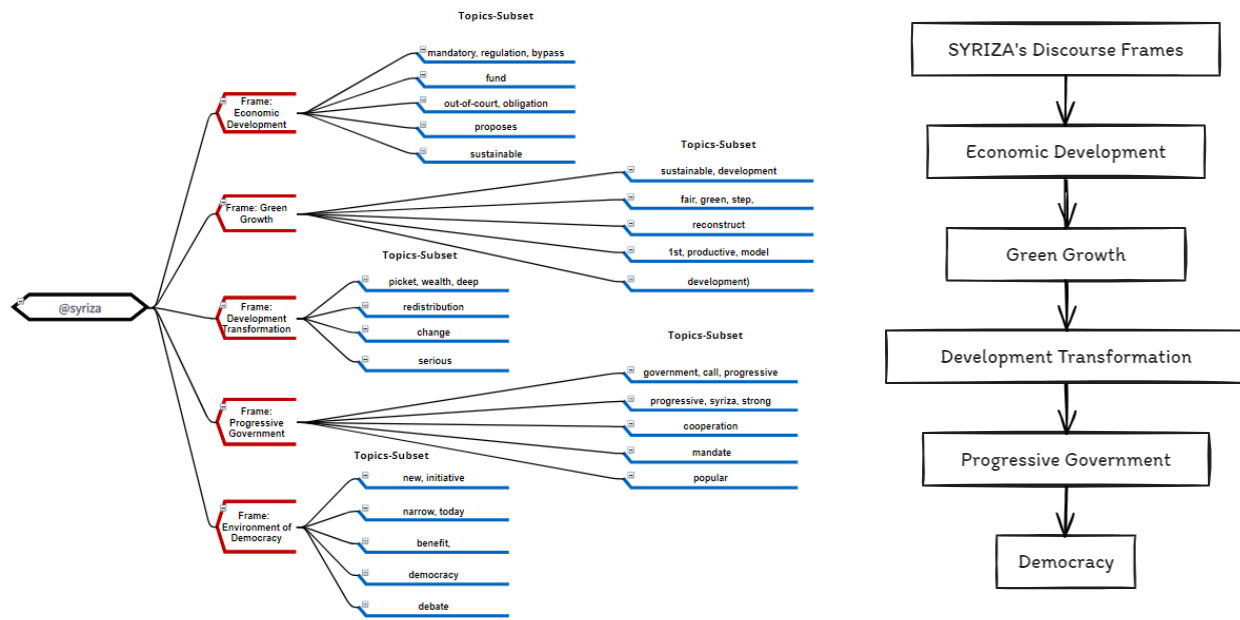 Topics-Subset
mandatory, regulation, bypass
fund
out-of-court, obligation
proposes
sustainable
Frame:
Economic
Development
Topics-Subset
sustainable, development
fair, green, step,
reconstruct
1st, productive, model
development)
Frame: Green
Growth
Topics-Subset
picket, wealth, deep
redistribution
change
serious
Frame:
Development
Transformation
@syriza
Topics-Subset
government, call, progressive
progressive, syriza, strong
cooperation
mandate
popular
Frame:
Progressive
Government
Topics-Subset
new, initiative
narrow, today
benefit,
democracy
debate
Frame:
Environment of
Democracy
SYRIZA's Discourse Frames
Economic Development
Green Growth
Development Transformation
Progressive Government
Democracy